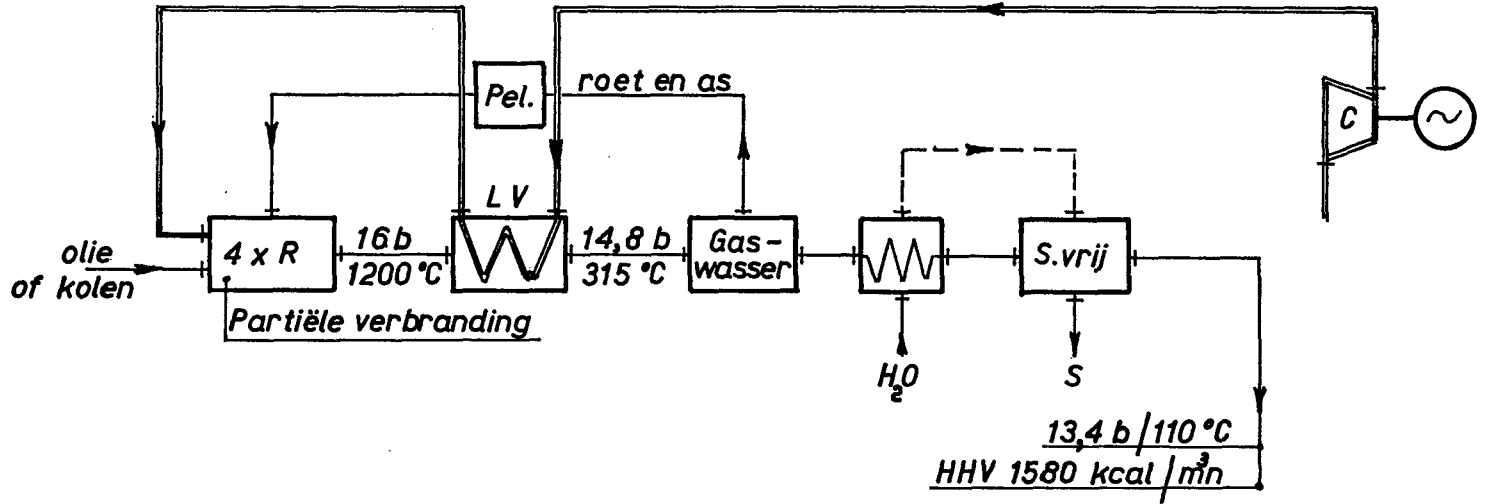 roet en as
Pel.
C
~
LV
olie
of kolen
4 x R
16 b
1200 °C
14,8 b
315 °C
Gas-
wasser
S.vrij
Partiële verbranding
H₂O
S
13,4 b/110 °C
HHV 1580 kcal/m³n